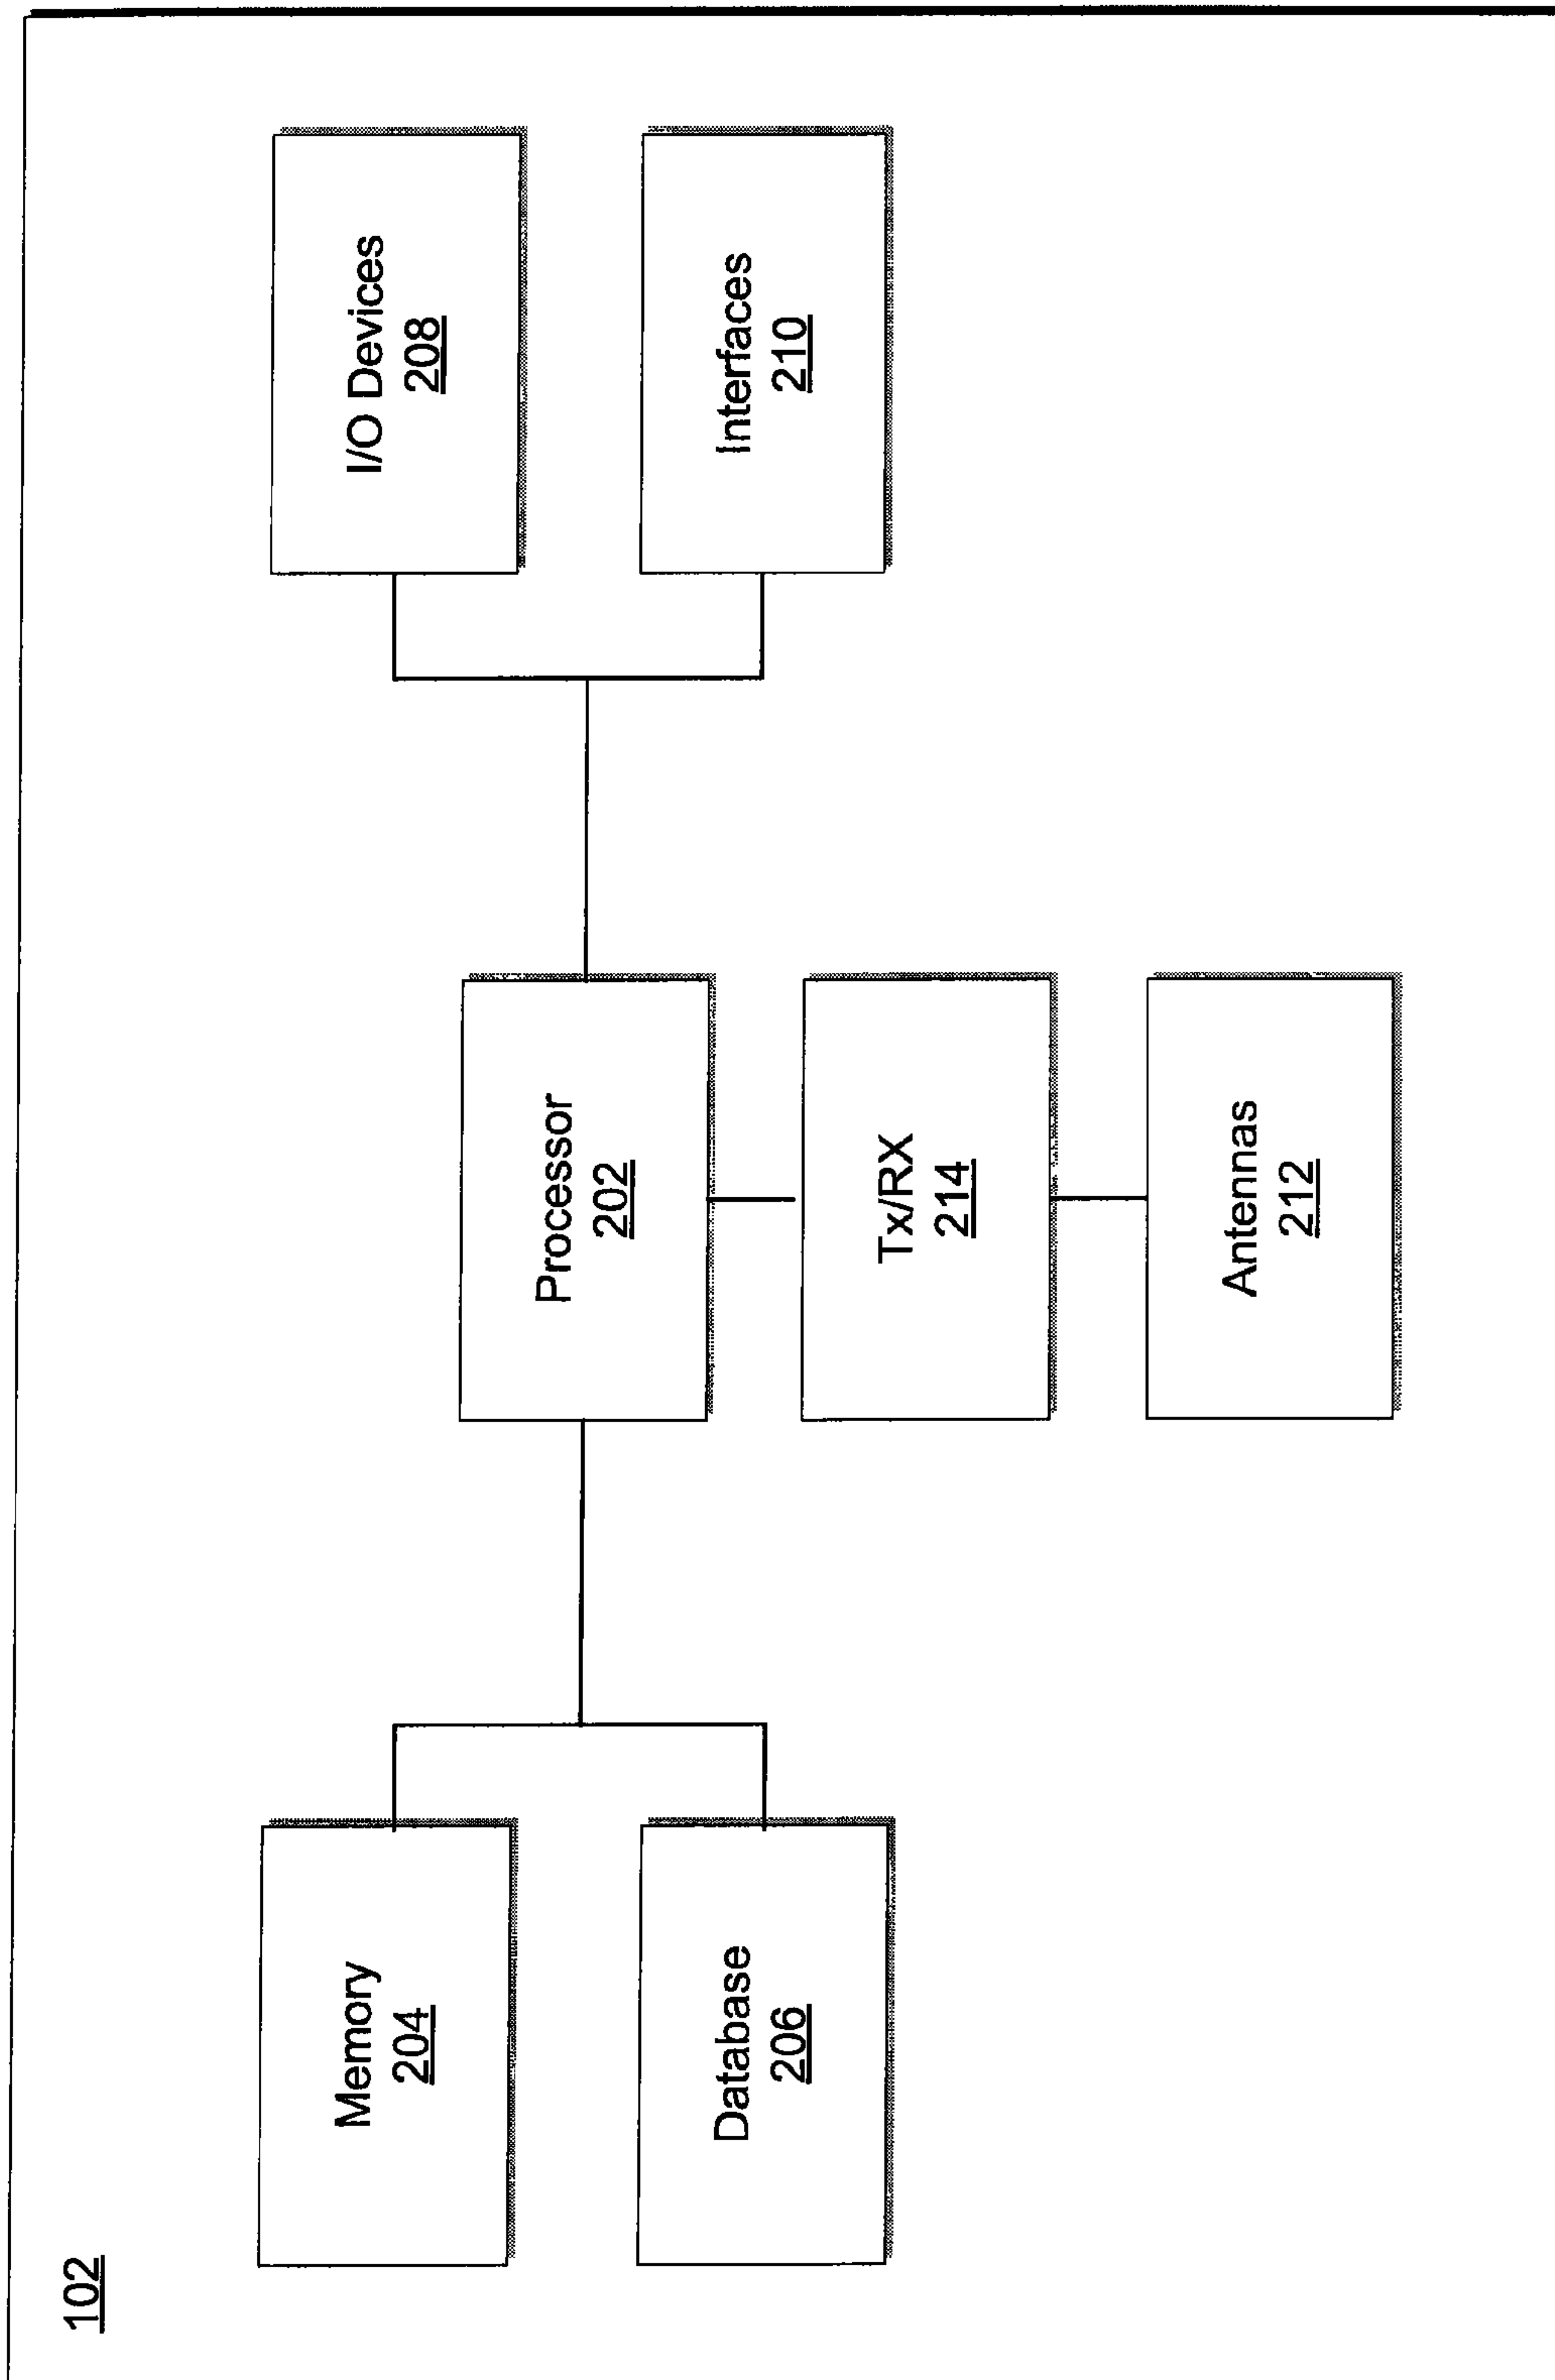 102
Memory
204
Database
206
Processor
202
Tx/RX
214
Antennas
212
I/O Devices
208
Interfaces
210